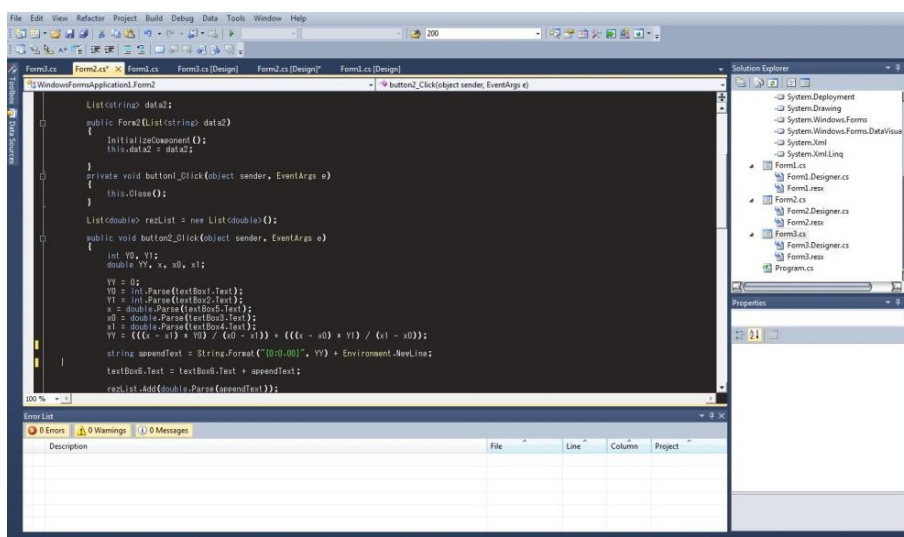 File Edit View Refactor Project Build Debug Data Tools Window Help
200
Form3.cs Form2.cs* Form1.cs Form3.cs [Design] Form2.cs [Design]* Form1.cs [Design]
WindowsFormsApplication1.Form2 button2_Click(object sender, EventArgs e)
Toolbox
Data Sources
List<string> data2;
public Form2(List<string> data2)
{
InitializeComponent();
this.data2 = data2;
}
private void button1_Click(object sender, EventArgs e)
{
this.Close();
}
List<double> rezList = new List<double>();
public void button2_Click(object sender, EventArgs e)
{
int Y0, Y1;
double YY, x, x0, x1;
YY = 0;
Y0 = int.Parse(textBox1.Text);
Y1 = int.Parse(textBox2.Text);
x = double.Parse(textBox5.Text);
x0 = double.Parse(textBox3.Text);
x1 = double.Parse(textBox4.Text);
YY = (((x - x1) * Y0) / (x0 - x1)) + (((x - x0) * Y1) / (x1 - x0));
string appendText = String.Format("{0:0.00}", YY) + Environment.NewLine;
textBox6.Text = textBox6.Text + appendText;
rezList.Add(double.Parse(appendText));
100 %
Solution Explorer
System.Deployment
System.Drawing
System.Windows.Forms
System.Windows.Forms.DataVisua
System.Xml
System.Xml.Linq
Form1.cs
Form1.Designer.cs
Form1.resx
Form2.cs
Form2.Designer.cs
Form2.resx
Form3.cs
Form3.Designer.cs
Form3.resx
Program.cs
Properties
Error List
0 Errors 0 Warnings 0 Messages
Description File Line Column Project